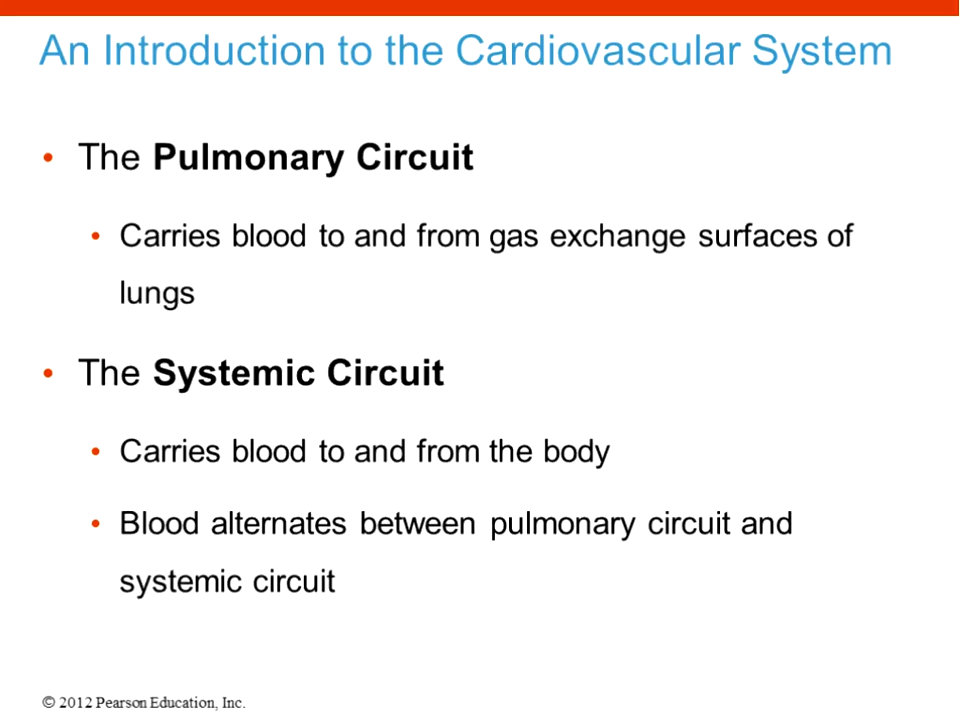 An Introduction to the Cardiovascular System
• The Pulmonary Circuit
• Carries blood to and from gas exchange surfaces of
lungs
• The Systemic Circuit
• Carries blood to and from the body
• Blood alternates between pulmonary circuit and
systemic circuit
© 2012 Pearson Education, Inc.